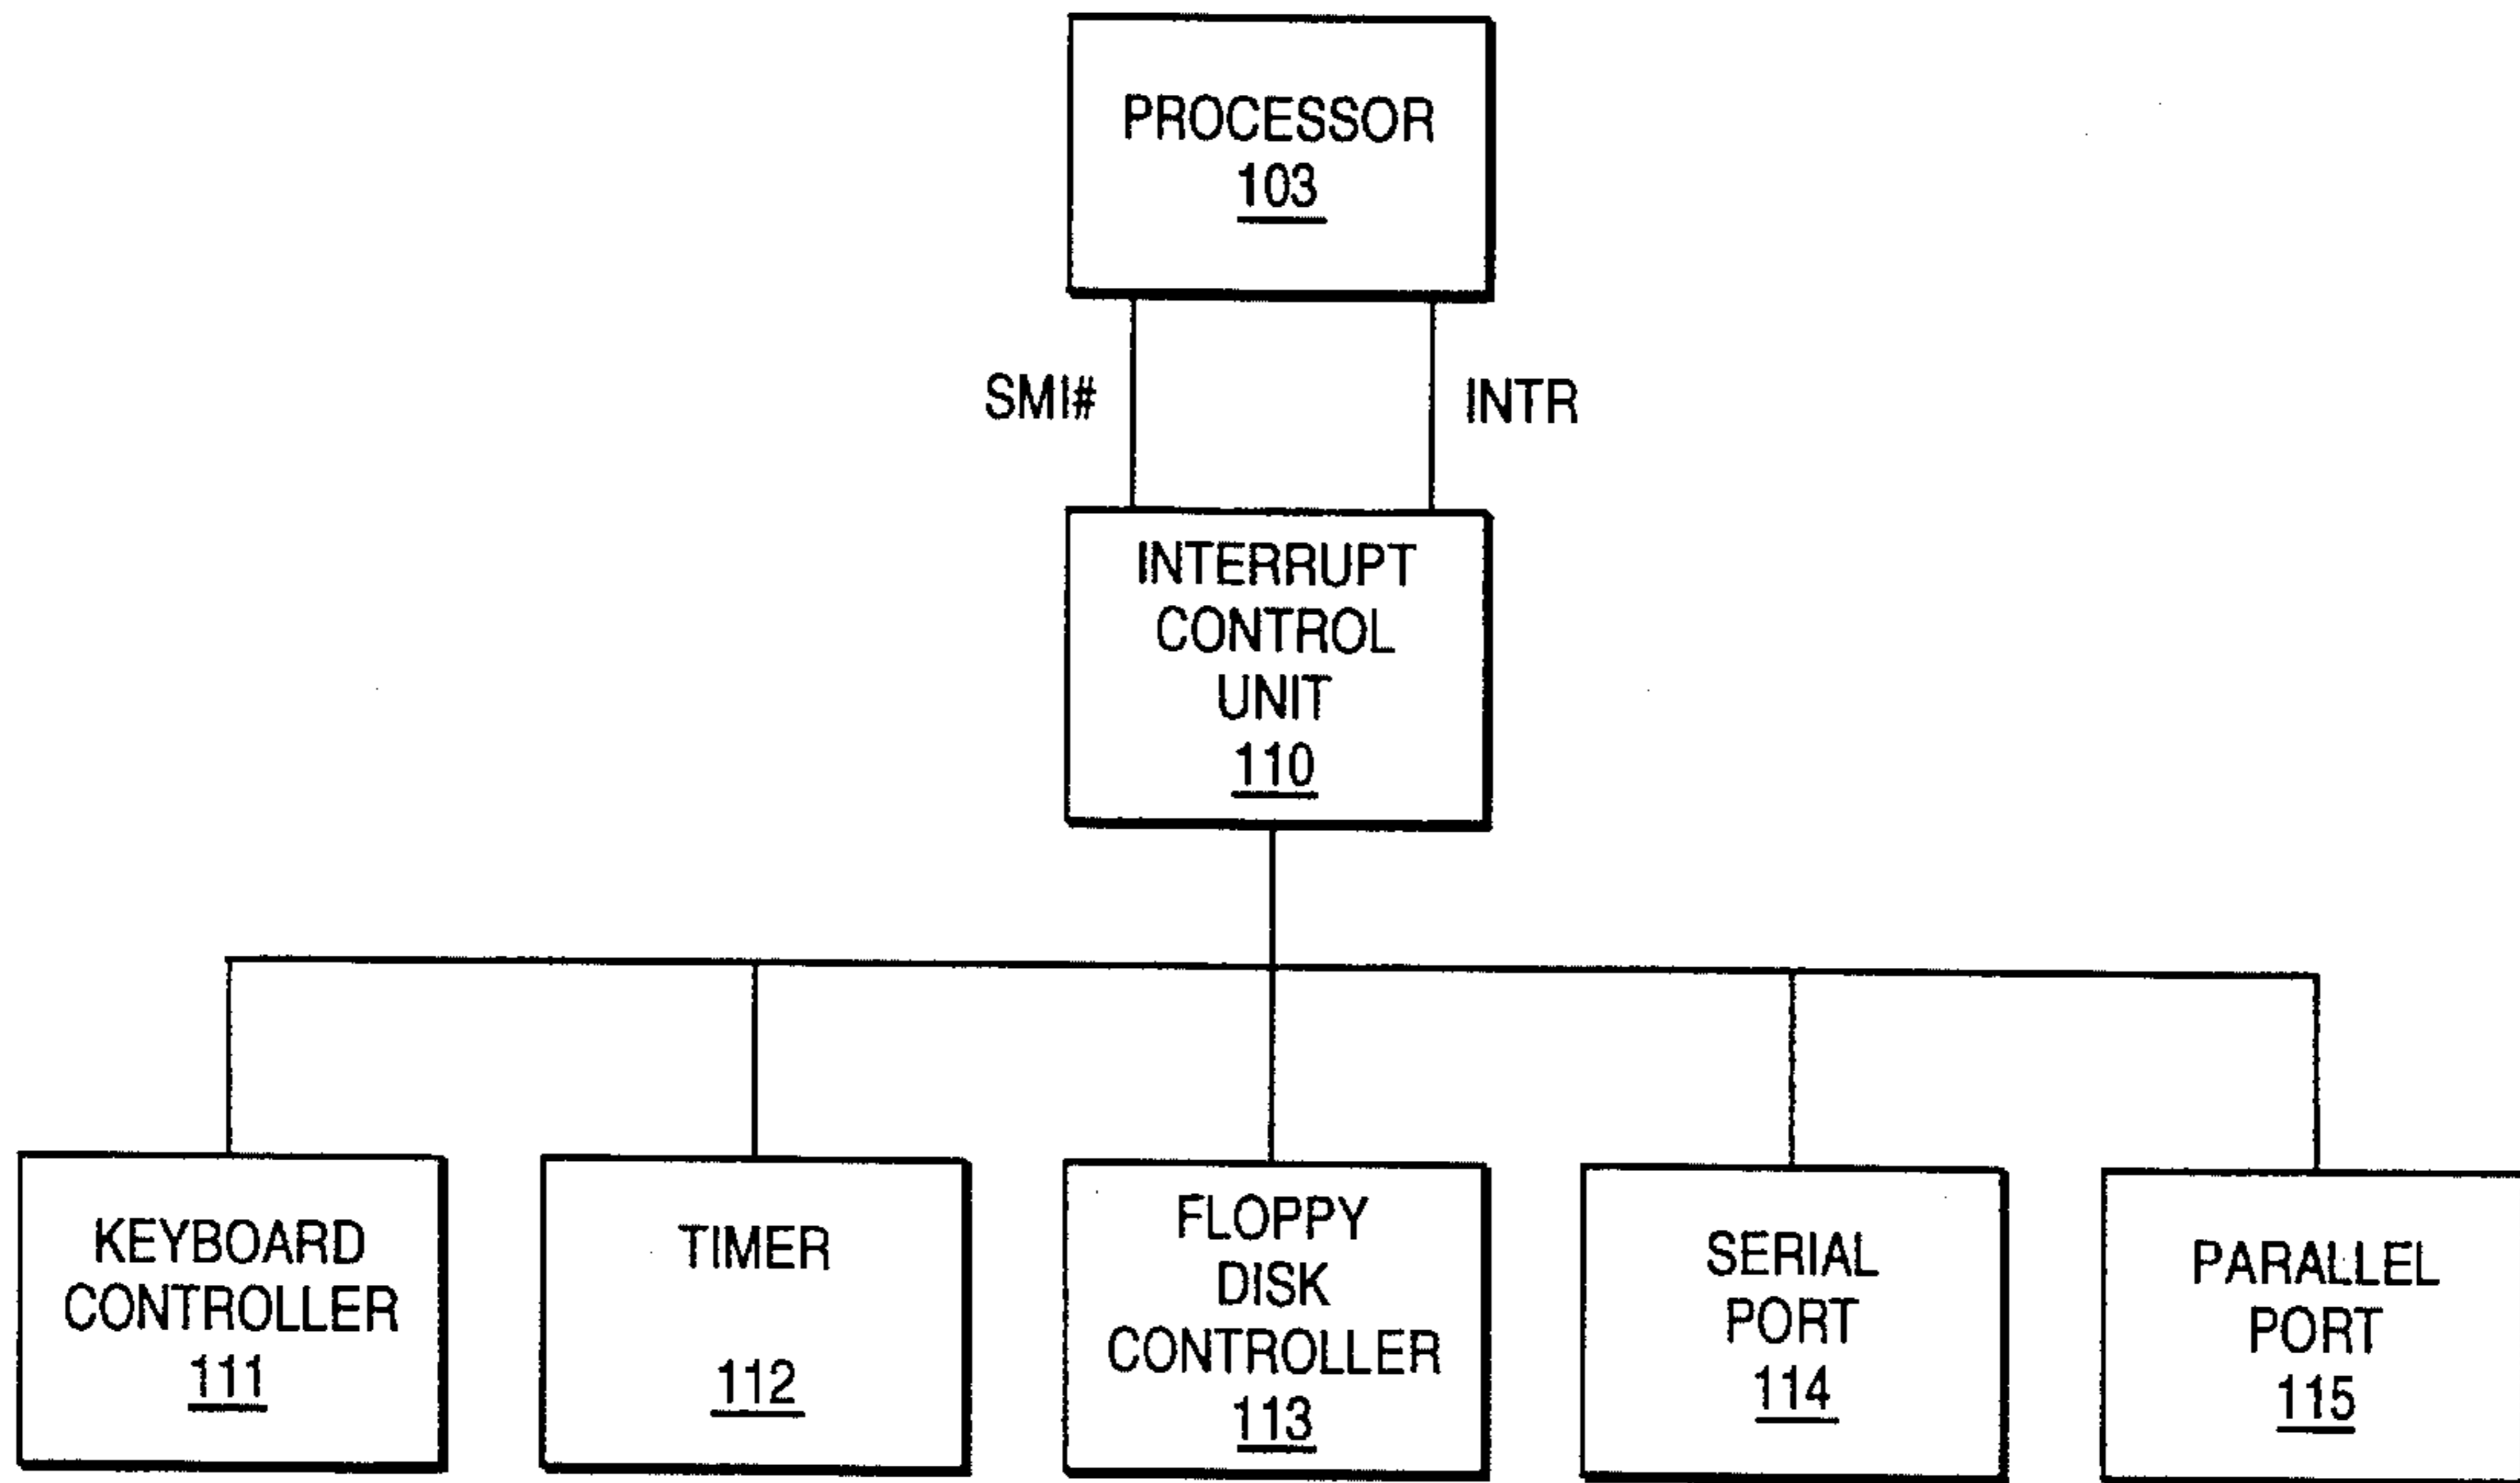 PROCESSOR
103
SMI#
INTR
INTERRUPT
CONTROL
UNIT
110
KEYBOARD
CONTROLLER
111
TIMER
112
FLOPPY
DISK
CONTROLLER
113
SERIAL
PORT
114
PARALLEL
PORT
115